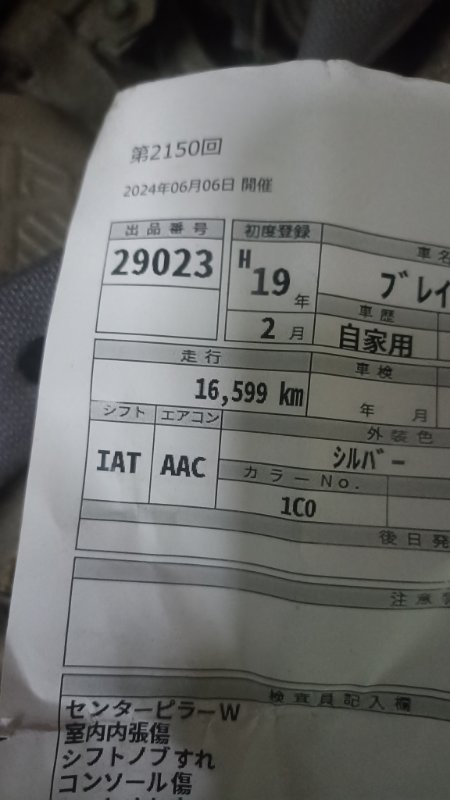 第2150回
2024年06月06日 開催
出品番号
29023
初度登録
H
19 年
2 月
車名
ブレイ
車歴
自家用
走行
16,599 km
車検
年 月
シフト
IAT
エアコン
AAC
外装色
シルバー
カラーNo.
1C0
後日発
注意
検査員記入欄
センターピラーW
室内内張傷
シフトノブすれ
コンソール傷